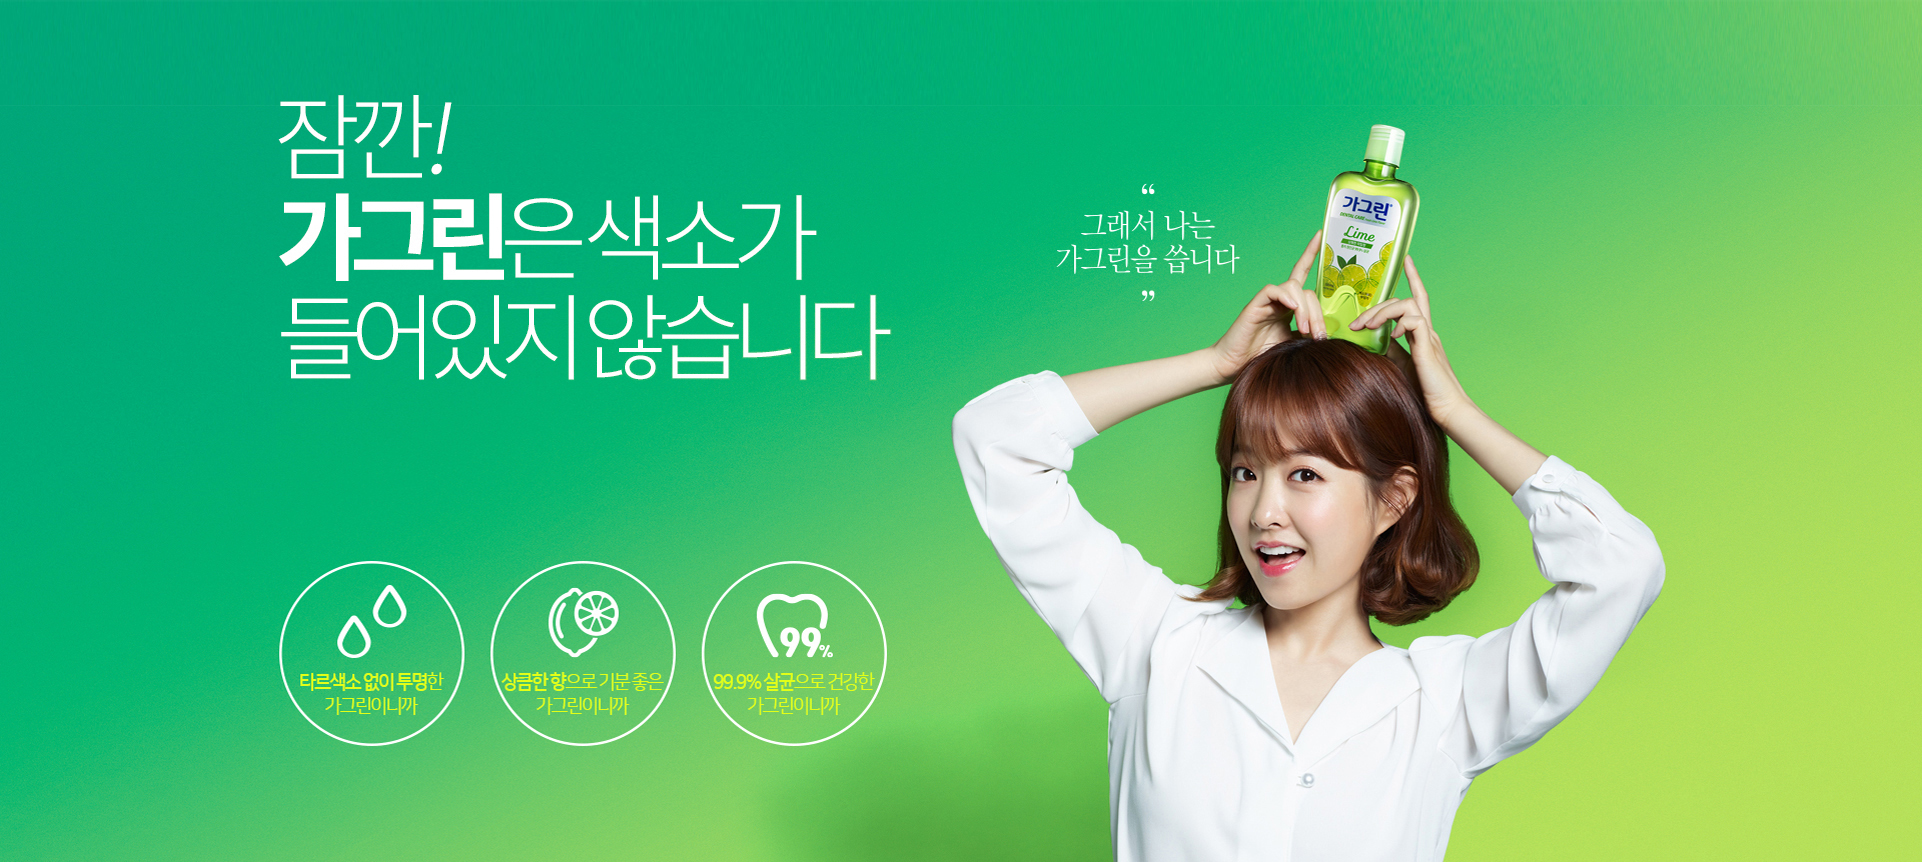 잠깐!
가그린은 색소가
들어있지 않습니다
“
그래서 나는
가그린을 씁니다
”
가그린
DENTAL CARE
Lime
타르색소 없이 투명한
가그린이니까
상큼한 향으로 기분 좋은
가그린이니까
99%
99.9% 살균으로 건강한
가그린이니까